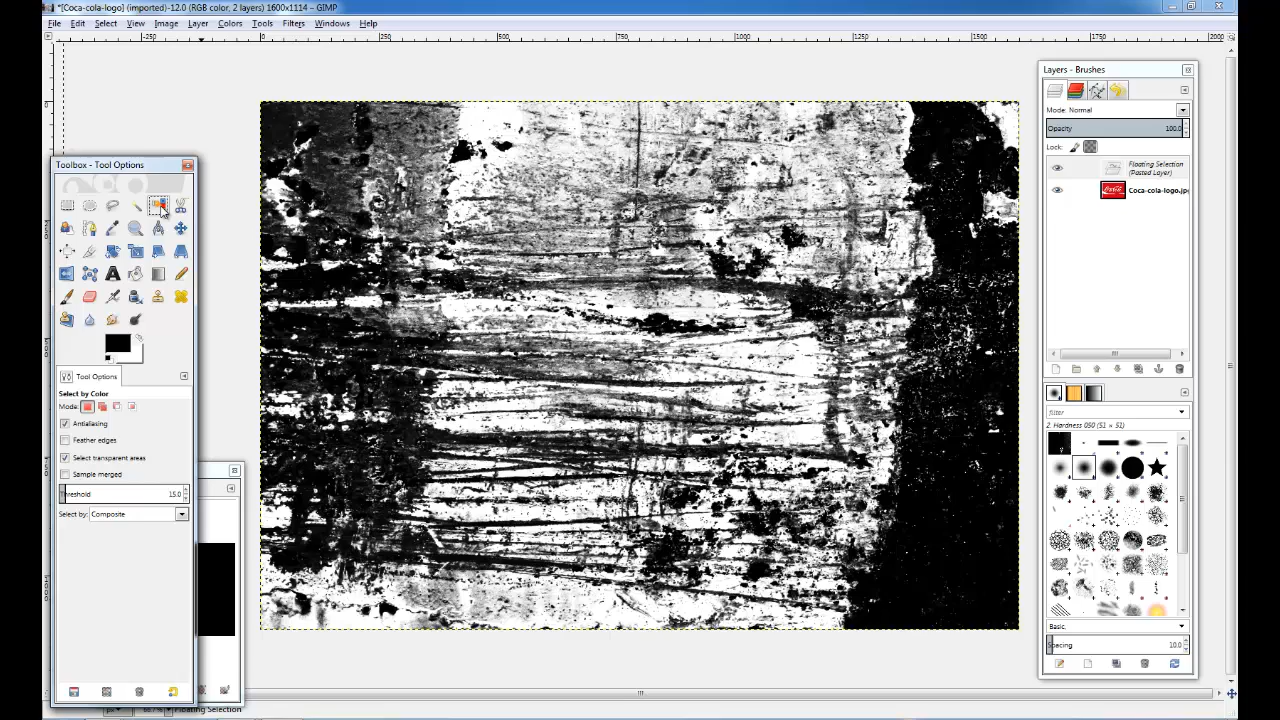 *[Coca-cola-logo] (imported)-12.0 (RGB color, 2 layers) 1600x1114 – GIMP
File Edit Select View Image Layer Colors Tools Filters Windows Help
-250 0 250 500 750 1000 1250 1500 1750 2000
Toolbox - Tool Options
Tool Options
Select by Color
Mode:
Antialiasing
Feather edges
Select transparent areas
Sample merged
Threshold 15.0
Select by: Composite
Layers - Brushes
Mode: Normal
Opacity 100.0
Lock:
Floating Selection
(Pasted Layer)
Coca-cola-logo.jpg
filter
2. Hardness 050 (51 × 51)
Basic,
Spacing 10.0
Floating Selection